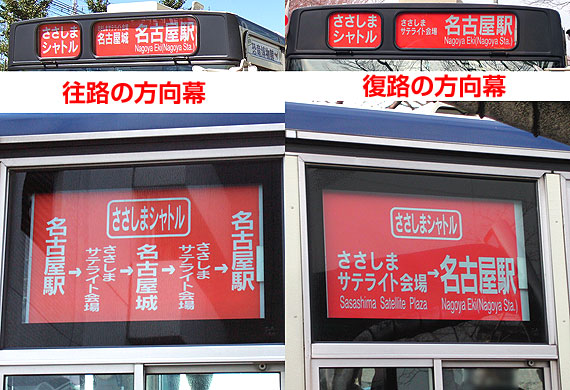 ささしま
シャトル
名古屋城
名古屋駅
Nagoya Eki(Nagoya Sta.)
ささしま
シャトル
ささしま
サテライト会場
名古屋駅
Nagoya Eki(Nagoya Sta.)
往路の方向幕
復路の方向幕
ささしまシャトル
名古屋駅→ささしまサテライト会場→名古屋城→ささしまサテライト会場→名古屋駅
ささしまシャトル
ささしま
サテライト会場→名古屋駅
Sasashima Satellite Plaza
Nagoya Eki(Nagoya Sta.)